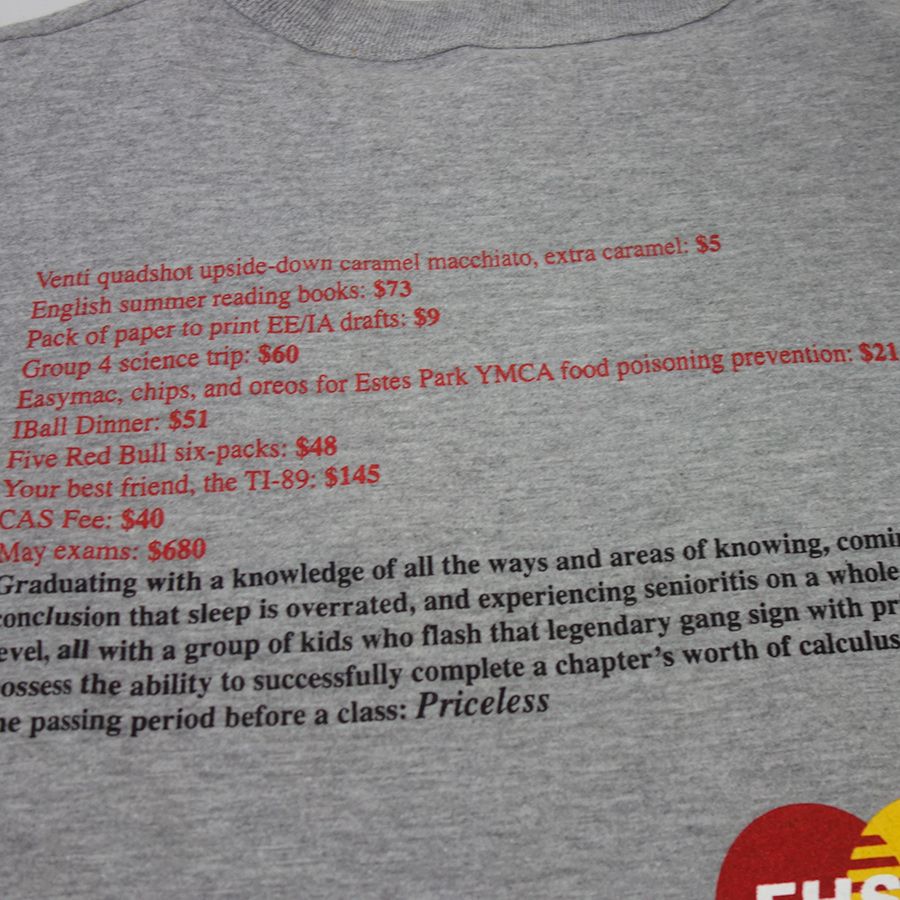 Venti quadshot upside-down caramel macchiato, extra caramel: $5
English summer reading books: $73
Pack of paper to print EE/IA drafts: $9
Group 4 science trip: $60
Easymac, chips, and oreos for Estes Park YMCA food poisoning prevention: $21
IBall Dinner: $51
Five Red Bull six-packs: $48
Your best friend, the TI-89: $145
CAS Fee: $40
May exams: $680
Graduating with a knowledge of all the ways and areas of knowing,
conclusion that sleep is overrated, and experiencing senioritis on a whole
all with a group of kids who flash that legendary gang sign with
the ability to successfully complete a chapter's worth of calculus
passing period before a class: Priceless
EHS